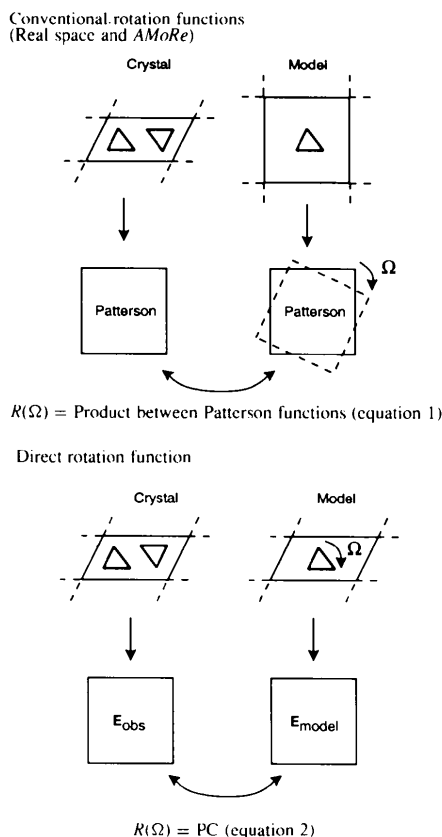 Conventional rotation functions
(Real space and AMoRe)
Crystal Model
Patterson Patterson Ω
R(Ω) = Product between Patterson functions (equation 1)
Direct rotation function
Crystal Model
Ω
Eobs Emodel
R(Ω) = PC (equation 2)